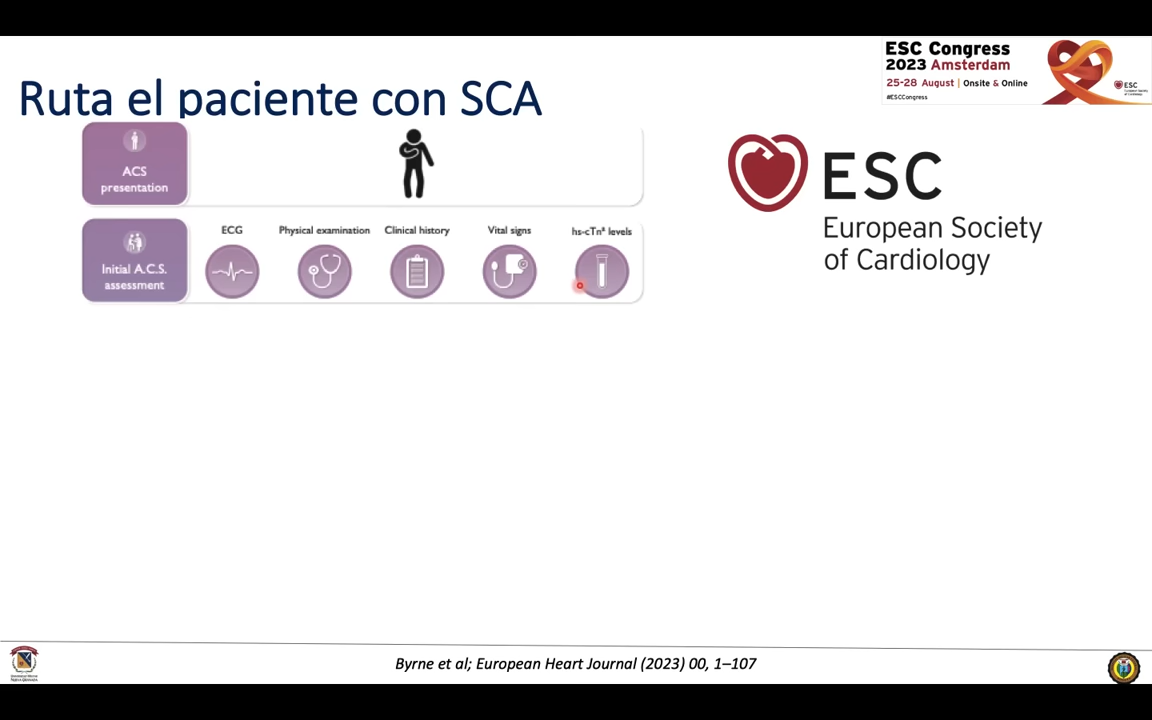 ESC Congress
2023 Amsterdam
25-28 August | Onsite & Online
#ESCCongress
ESC
Ruta el paciente con SCA
ACS
presentation
ESC
European Society
of Cardiology
Initial A.C.S.
assessment
ECG
Physical examination
Clinical history
Vital signs
hs-cTnª levels
Byrne et al; European Heart Journal (2023) 00, 1–107